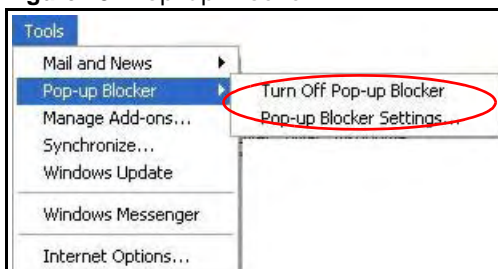 Tools
Mail and News
Pop-up Blocker
Turn Off Pop-up Blocker
Pop-up Blocker Settings...
Manage Add-ons...
Synchronize...
Windows Update
Windows Messenger
Internet Options...